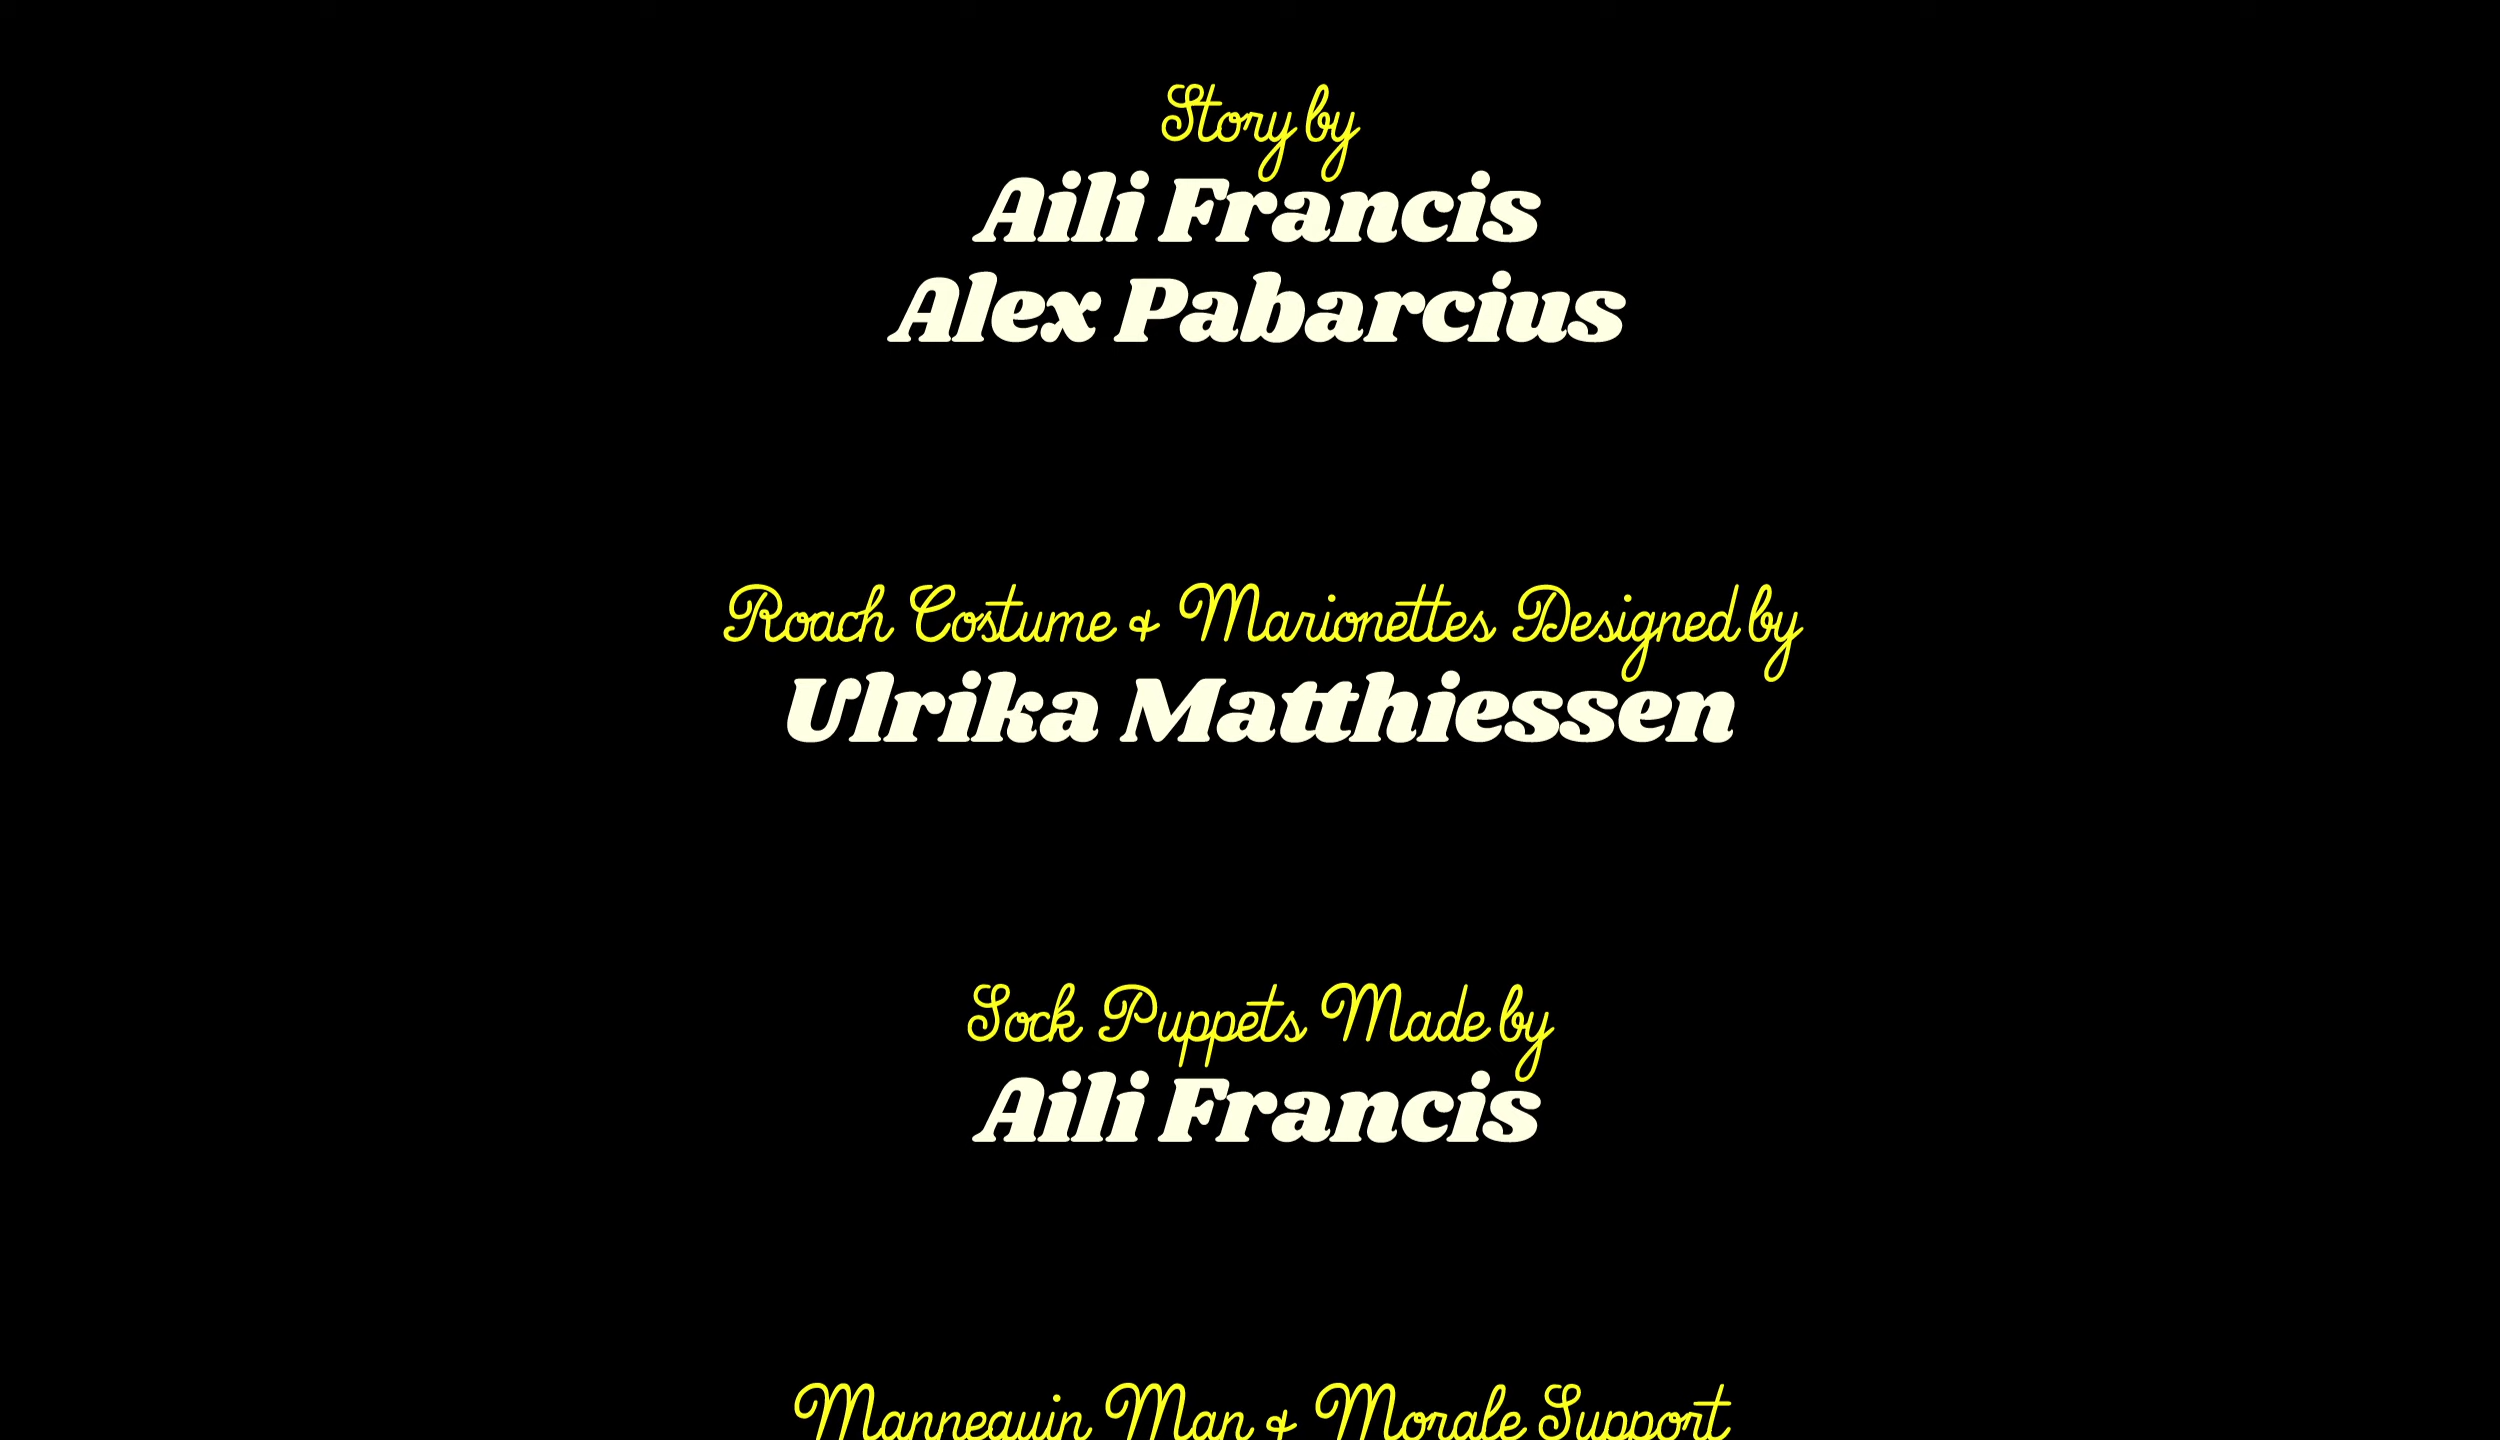 Story by
Aili Francis
Alex Pabarcius
Roach Costume & Marionettes Designed by
Ulrika Matthiessen
Sock Puppets Made by
Aili Francis
Mannequin Man & Morale Support